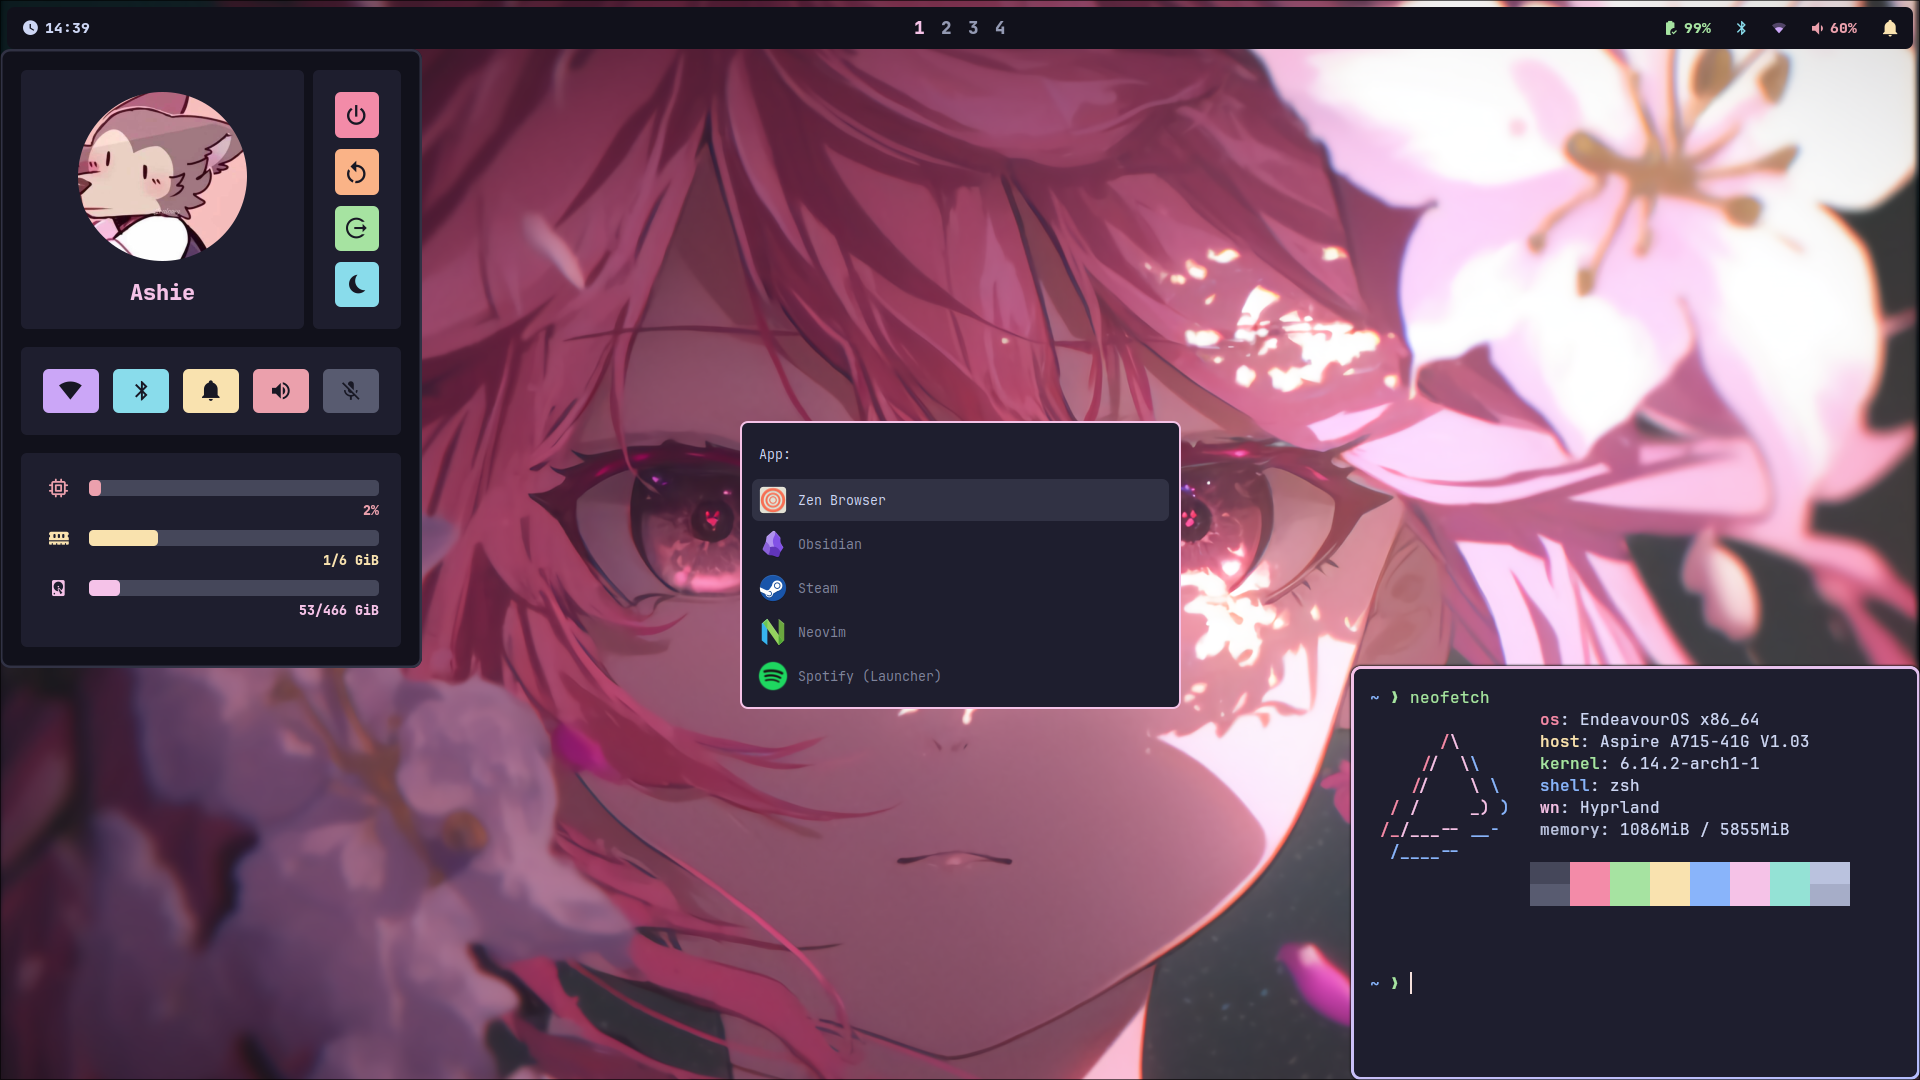 14:39
1 2 3 4
99%
60%
Ashie
2%
1/6 GiB
53/466 GiB
App:
Zen Browser
Obsidian
Steam
Neovim
Spotify (Launcher)
~ ❱ neofetch
os: EndeavourOS x86_64
host: Aspire A715-41G V1.03
kernel: 6.14.2-arch1-1
shell: zsh
wn: Hyprland
memory: 1086MiB / 5855MiB
~ ❱